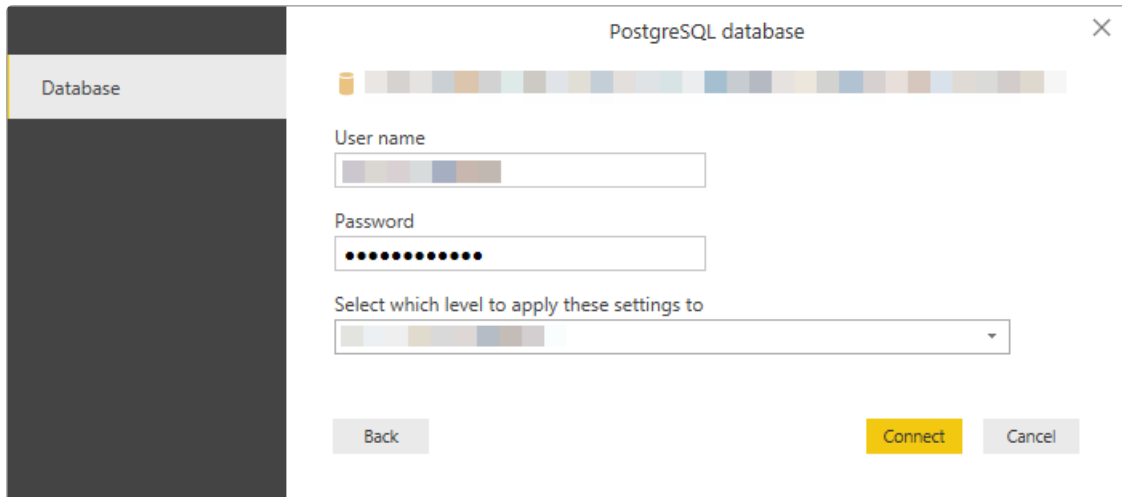 PostgreSQL database
Database
User name
Password
●●●●●●●●●●●●
Select which level to apply these settings to
Back
Connect
Cancel